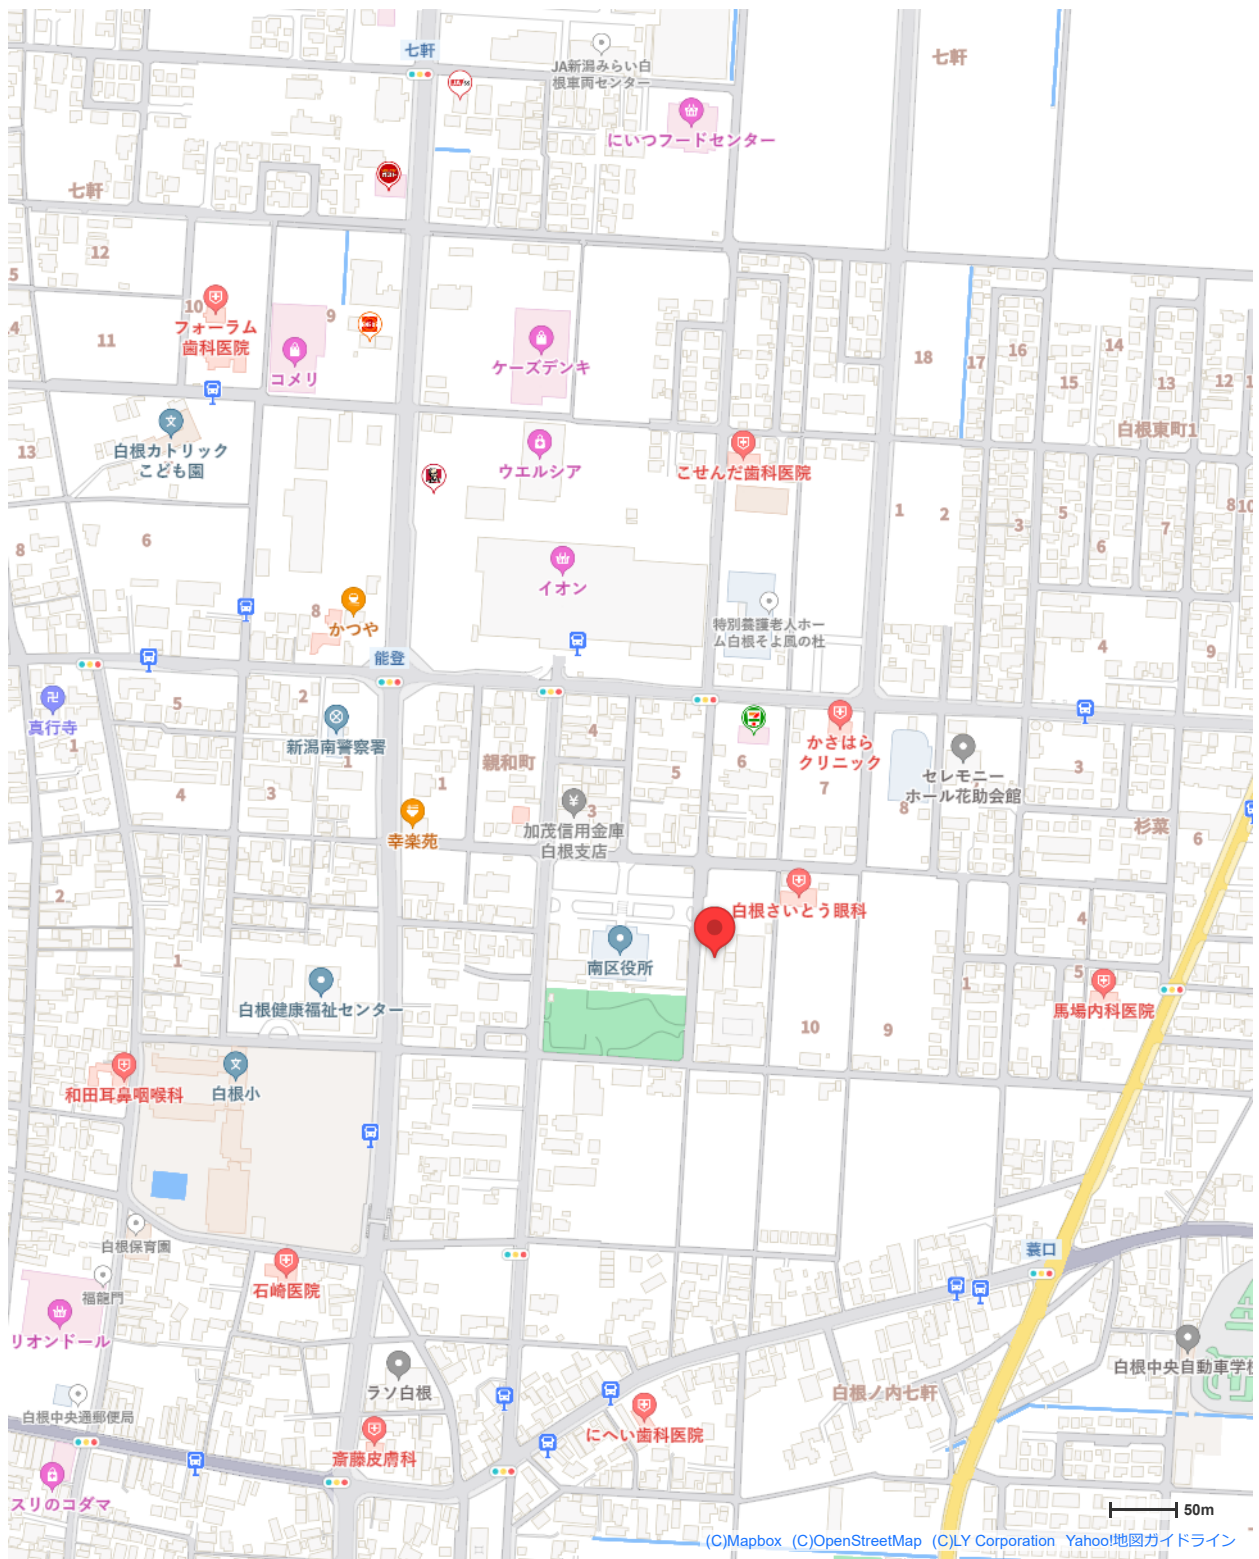 七軒
JA新潟みらい白
根車両センター
七軒
にいつフードセンター
七軒
12
5
10
9
4
11
フォーラム
歯科医院
コメリ
ケーズデンキ
18
17
16
14
15
13
12
白根東町1
13
白根カトリック
こども園
ウエルシア
こせんだ歯科医院
1
2
3
5
6
7
8
10
8
6
イオン
8
かつや
特別養護老人ホー
ム白根そよ風の杜
4
9
能登
5
2
真行寺
1
新潟南警察署
1
4
3
1
親和町
4
5
6
7
かさはら
クリニック
セレモニー
ホール花助会館
8
3
杉菜
6
幸楽苑
3
加茂信用金庫
白根支店
2
白根さいとう眼科
4
1
南区役所
白根健康福祉センター
1
5
馬場内科医院
10
9
和田耳鼻咽喉科
白根小
白根保育園
石崎医院
福龍門
リオンドール
蓑口
白根中央自動車学校
ラソ白根
白根ノ内七軒
白根中央通郵便局
にへい歯科医院
斎藤皮膚科
スリのコダマ
50m
(C)Mapbox (C)OpenStreetMap (C)LY Corporation Yahoo!地図ガイドライン